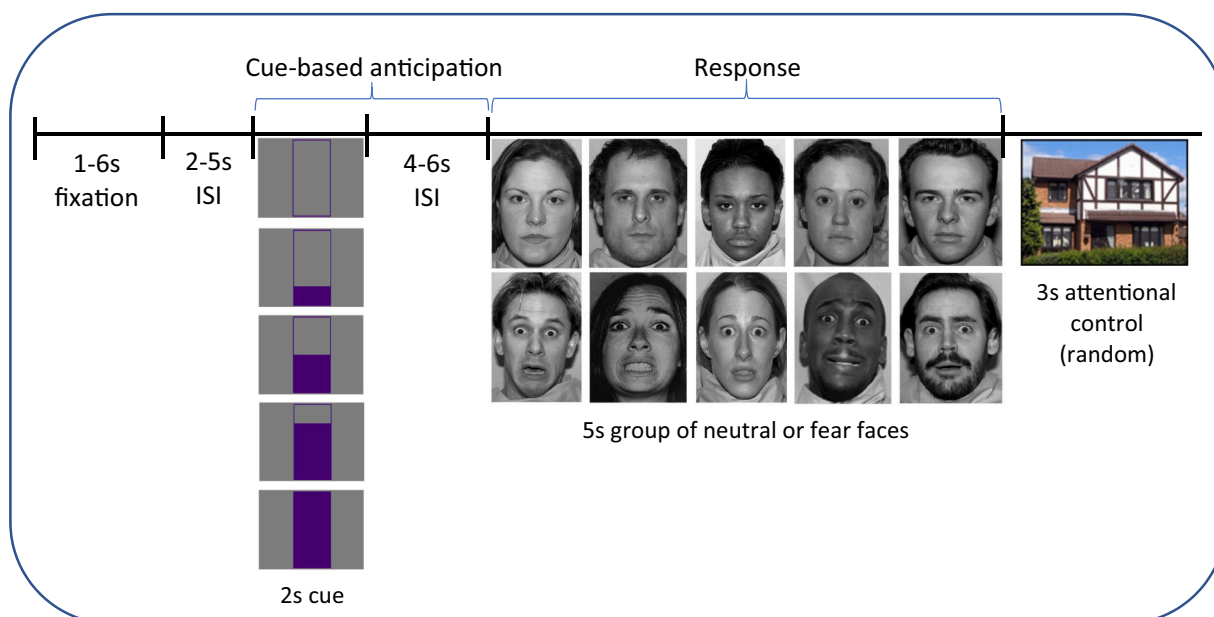 Cue-based anticipation
Response
1-6s
fixation
2-5s
ISI
4-6s
ISI
3s attentional
control
(random)
5s group of neutral or fear faces
2s cue